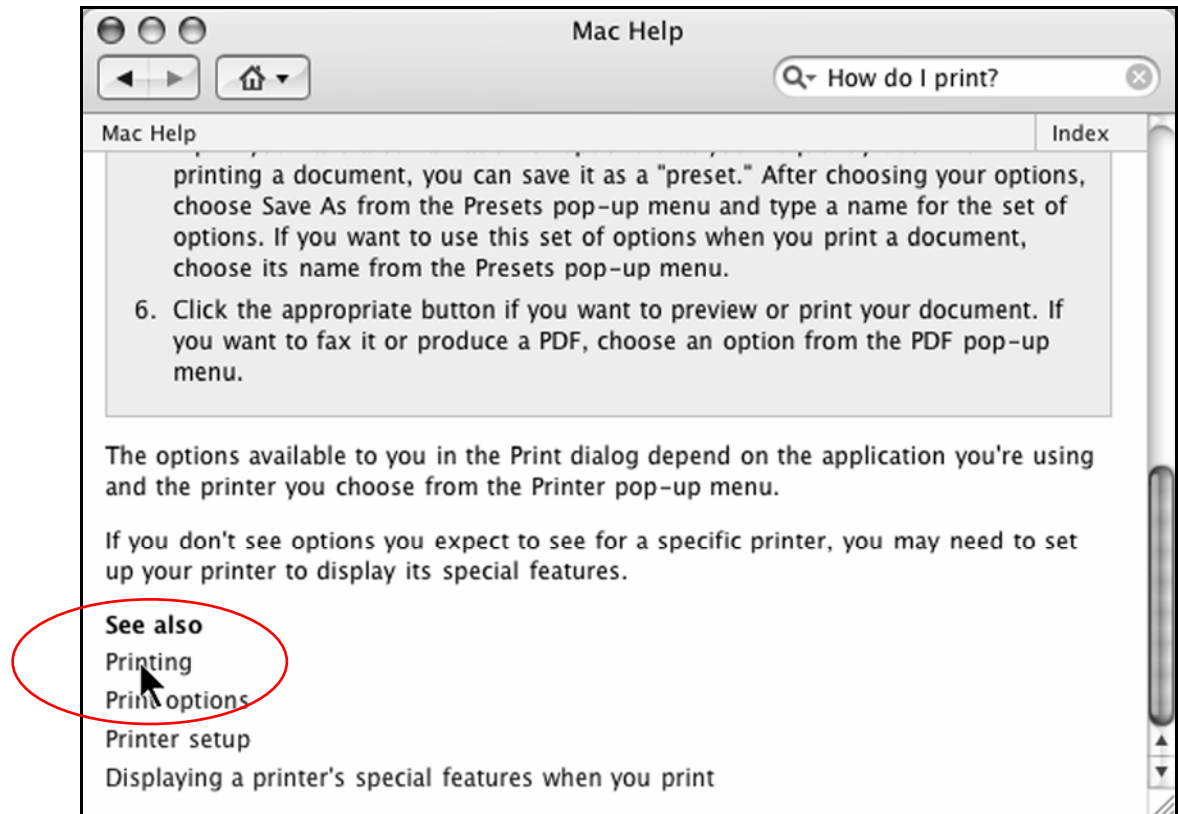 Mac Help
How do I print?
Mac Help
Index
printing a document, you can save it as a "preset." After choosing your options,
choose Save As from the Presets pop-up menu and type a name for the set of
options. If you want to use this set of options when you print a document,
choose its name from the Presets pop-up menu.
6. Click the appropriate button if you want to preview or print your document. If
you want to fax it or produce a PDF, choose an option from the PDF pop-up
menu.
The options available to you in the Print dialog depend on the application you're using
and the printer you choose from the Printer pop-up menu.
If you don't see options you expect to see for a specific printer, you may need to set
up your printer to display its special features.
See also
Printing
Print options
Printer setup
Displaying a printer's special features when you print